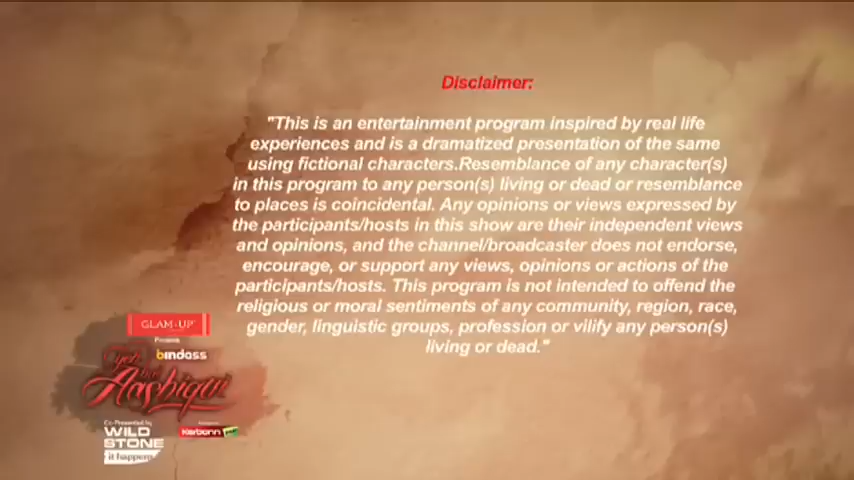 Disclaimer:
"This is an entertainment program inspired by real life
experiences and is a dramatized presentation of the same
using fictional characters.Resemblance of any character(s)
in this program to any person(s) living or dead or resemblance
to places is coincidental. Any opinions or views expressed by
the participants/hosts in this show are their independent views
and opinions, and the channel/broadcaster does not endorse,
encourage, or support any views, opinions or actions of the
participants/hosts. This program is not intended to offend the
religious or moral sentiments of any community, region, race,
gender, linguistic groups, profession or vilify any person(s)
living or dead."
GLAM-UP
Presents
bindass
Yeh Hai
Aashiqui
Co-Presented by
WILD
STONE
it happens
Karbonn